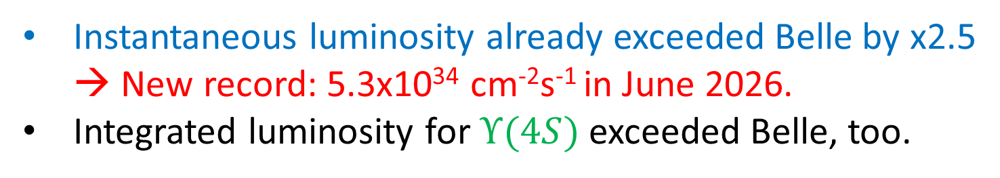 • Instantaneous luminosity already exceeded Belle by x2.5
→ New record: 5.3x10³⁴ cm⁻²s⁻¹ in June 2026.
• Integrated luminosity for ϒ(4S) exceeded Belle, too.